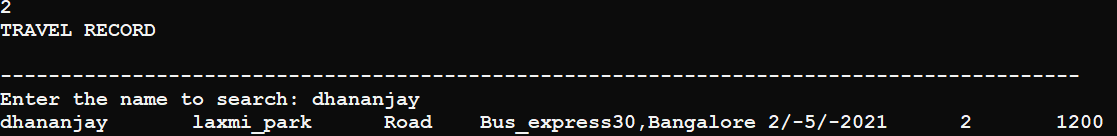 2
TRAVEL RECORD
------------------------------------------------------------------------------------------
Enter the name to search: dhananjay
dhananjay       laxmi_park      Road    Bus_express30,Bangalore 2/-5/-2021      2       1200